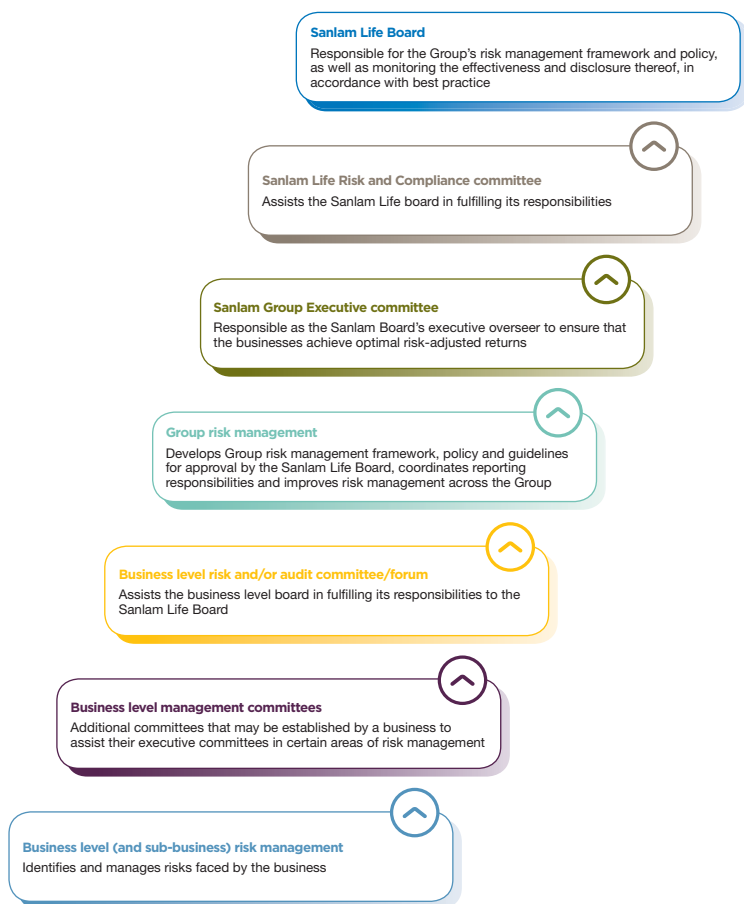 Sanlam Life Board
Responsible for the Group's risk management framework and policy,
as well as monitoring the effectiveness and disclosure thereof, in
accordance with best practice
Sanlam Life Risk and Compliance committee
Assists the Sanlam Life board in fulfilling its responsibilities
Sanlam Group Executive committee
Responsible as the Sanlam Board's executive overseer to ensure that
the businesses achieve optimal risk-adjusted returns
Group risk management
Develops Group risk management framework, policy and guidelines
for approval by the Sanlam Life Board, coordinates reporting
responsibilities and improves risk management across the Group
Business level risk and/or audit committee/forum
Assists the business level board in fulfilling its responsibilities to the
Sanlam Life Board
Business level management committees
Additional committees that may be established by a business to
assist their executive committees in certain areas of risk management
Business level (and sub-business) risk management
Identifies and manages risks faced by the business